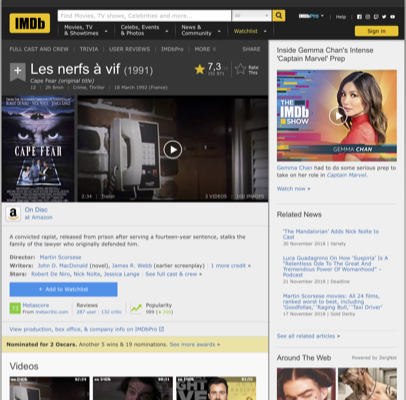 IMDb
Find Movies, TV shows, Celebrities and more...
All
IMDbPro
Help
Movies, TV & Showtimes
Celebs, Events & Photos
News & Community
Watchlist
Sign in
FULL CAST AND CREW | TRIVIA | USER REVIEWS | IMDbPro | MORE
SHARE
Les nerfs à vif (1991)
Cape Fear (original title)
12 | 2h 8min | Crime, Thriller | 18 March 1992 (France)
7,3
Rate This
CAPE FEAR
2:34 | Trailer
5 VIDEOS | 100 IMAGES
On Disc
at Amazon
A convicted rapist, released from prison after serving a fourteen-year sentence, stalks the
family of the lawyer who originally defended him.
Director: Martin Scorsese
Writers: John D. MacDonald (novel), James R. Webb (earlier screenplay) | 1 more credit »
Stars: Robert De Niro, Nick Nolte, Jessica Lange | See full cast & crew »
+ Add to Watchlist
73
Metascore
From metacritic.com
Reviews
287 user | 132 critic
Popularity
View production, box office, & company info on IMDbPro
Nominated for 2 Oscars. Another 5 wins & 19 nominations. See more awards »
Videos
Inside Gemma Chan's Intense
'Captain Marvel' Prep
THE IMDb SHOW
GEMMA CHAN
Gemma Chan had to do some serious prep to
take on her role in Captain Marvel.
Watch now »
Related News
'The Mandalorian' Adds Nick Nolte to
Cast
30 November 2018 | Variety
Luca Guadagnino On How 'Suspiria' Is A
"Relentless Ode To The Great And
Tremendous Power Of Womanhood" –
Podcast
21 November 2018 | Deadline
Martin Scorsese movies: All 24 films,
ranked worst to best, including
'Goodfellas,' 'Raging Bull,' 'Taxi Driver'
17 November 2018 | Gold Derby
See all related articles »
Around The Web
Powered by ZergNet